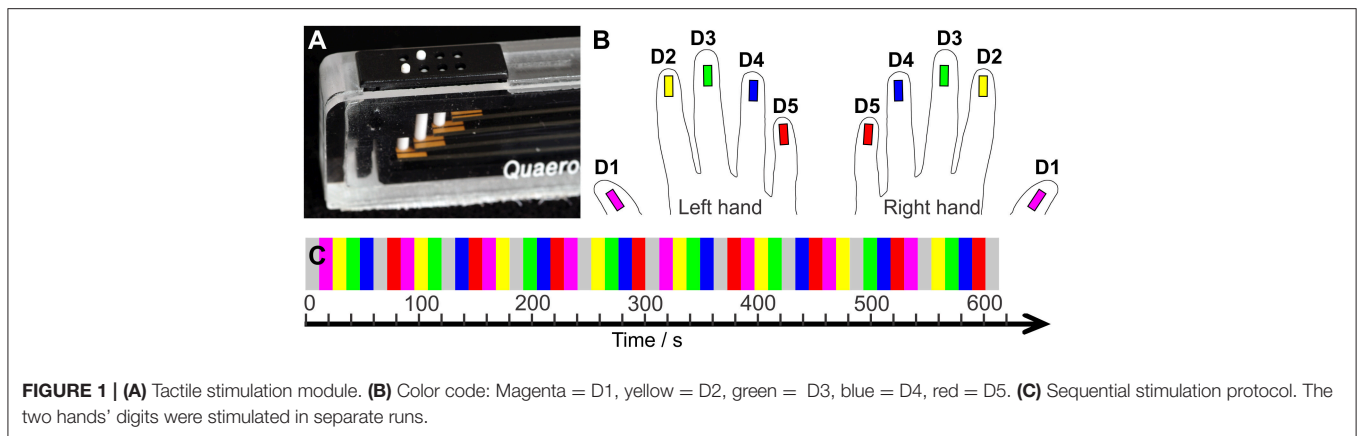 A
Quaero
B
D3
D2
D4
D5
D1
Left hand
D3
D4
D2
D5
D1
Right hand
C
0 100 200 300 400 500 600
Time / s
FIGURE 1 | (A) Tactile stimulation module. (B) Color code: Magenta = D1, yellow = D2, green = D3, blue = D4, red = D5. (C) Sequential stimulation protocol. The
two hands' digits were stimulated in separate runs.